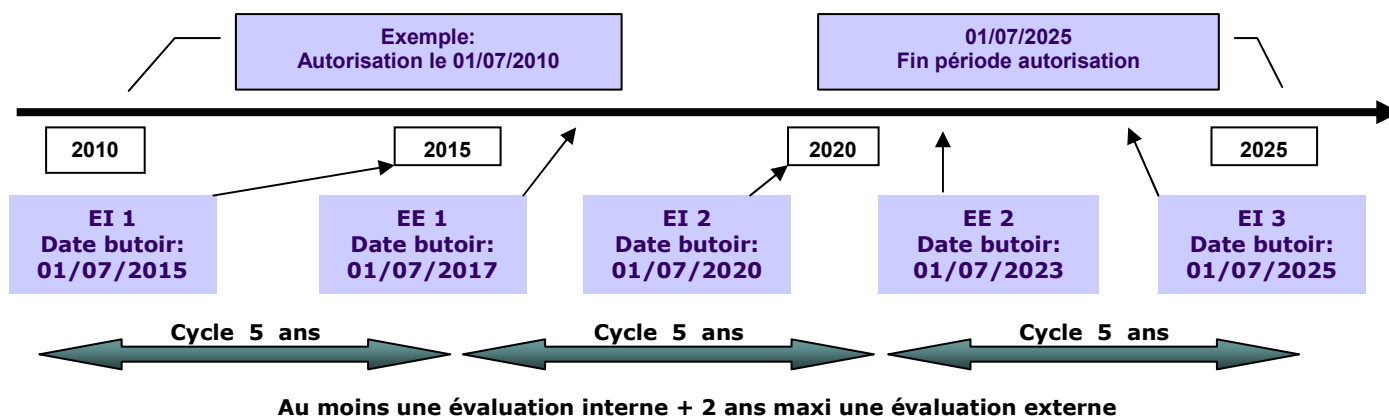 Exemple:
Autorisation le 01/07/2010
01/07/2025
Fin période autorisation
2010
2015
2020
2025
EI 1
Date butoir:
01/07/2015
EE 1
Date butoir:
01/07/2017
EI 2
Date butoir:
01/07/2020
EE 2
Date butoir:
01/07/2023
EI 3
Date butoir:
01/07/2025
Cycle 5 ans
Cycle 5 ans
Cycle 5 ans
Au moins une évaluation interne + 2 ans maxi une évaluation externe